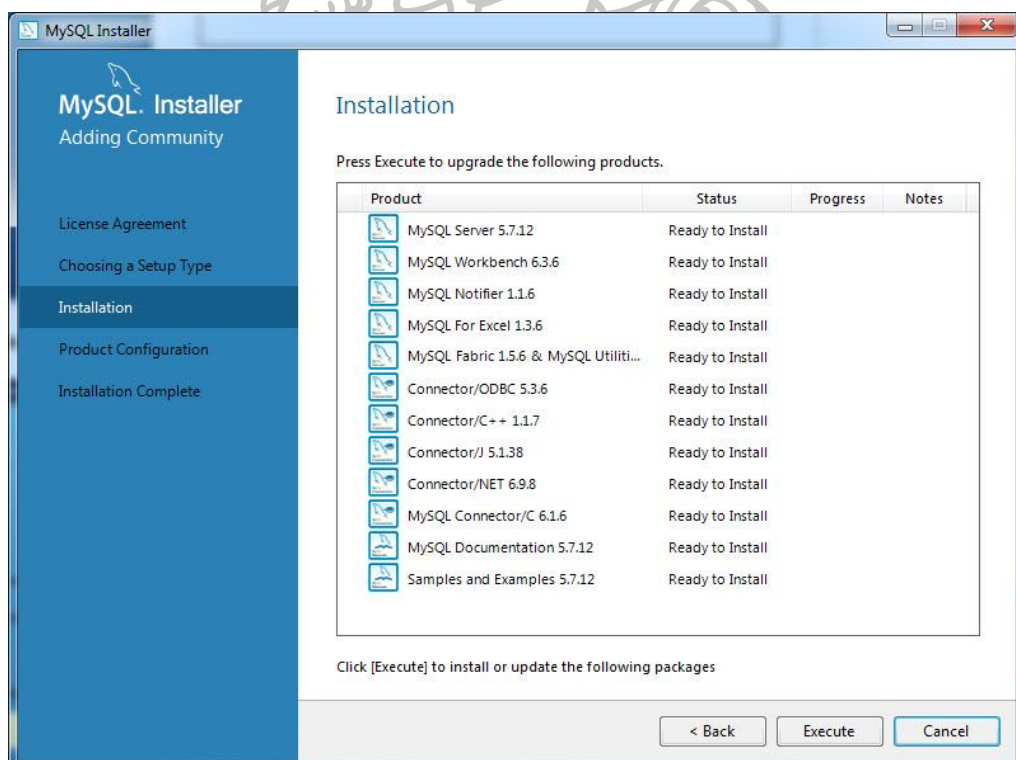 MySQL Installer
MySQL. Installer
Adding Community
License Agreement
Choosing a Setup Type
Installation
Product Configuration
Installation Complete
Installation
Press Execute to upgrade the following products.
Product Status Progress Notes
MySQL Server 5.7.12 Ready to Install
MySQL Workbench 6.3.6 Ready to Install
MySQL Notifier 1.1.6 Ready to Install
MySQL For Excel 1.3.6 Ready to Install
MySQL Fabric 1.5.6 & MySQL Utiliti... Ready to Install
Connector/ODBC 5.3.6 Ready to Install
Connector/C++ 1.1.7 Ready to Install
Connector/J 5.1.38 Ready to Install
Connector/NET 6.9.8 Ready to Install
MySQL Connector/C 6.1.6 Ready to Install
MySQL Documentation 5.7.12 Ready to Install
Samples and Examples 5.7.12 Ready to Install
Click [Execute] to install or update the following packages
< Back Execute Cancel